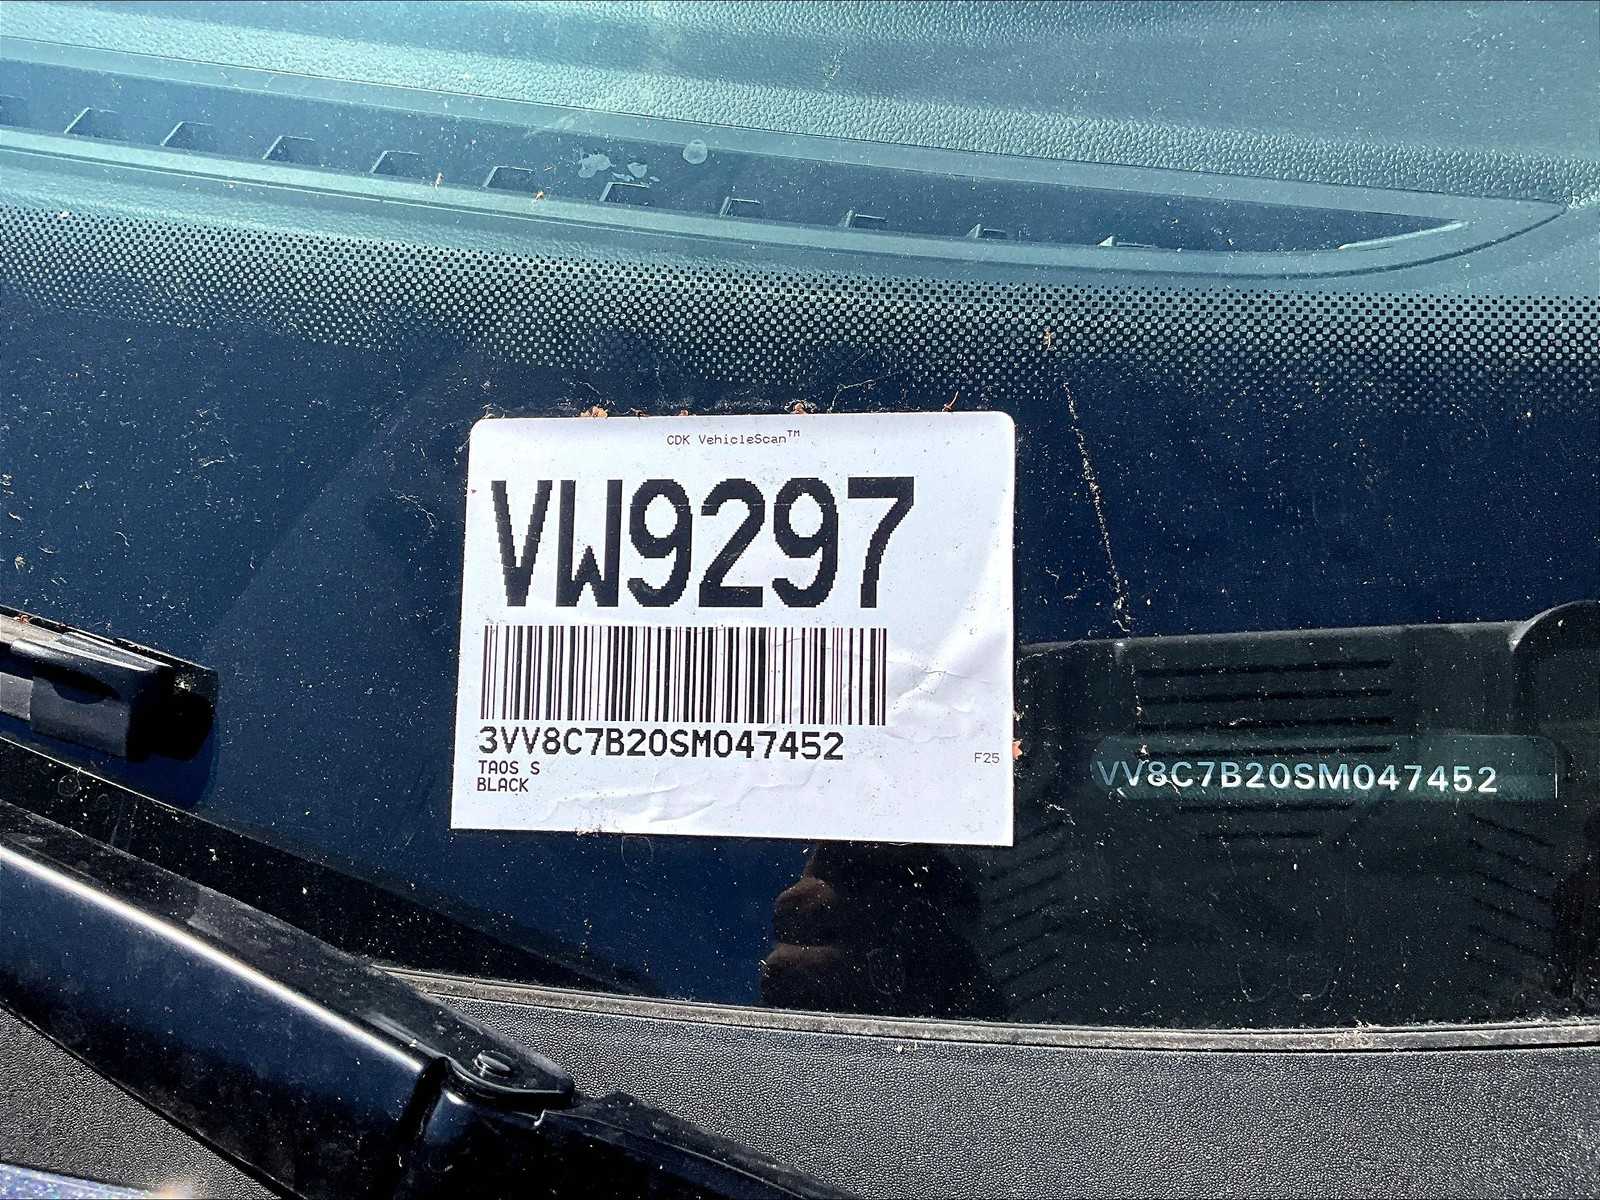 CDK VehicleScan™
VW9297
3VV8C7B20SM047452
TAOS S
BLACK
F25
VV8C7B20SM047452